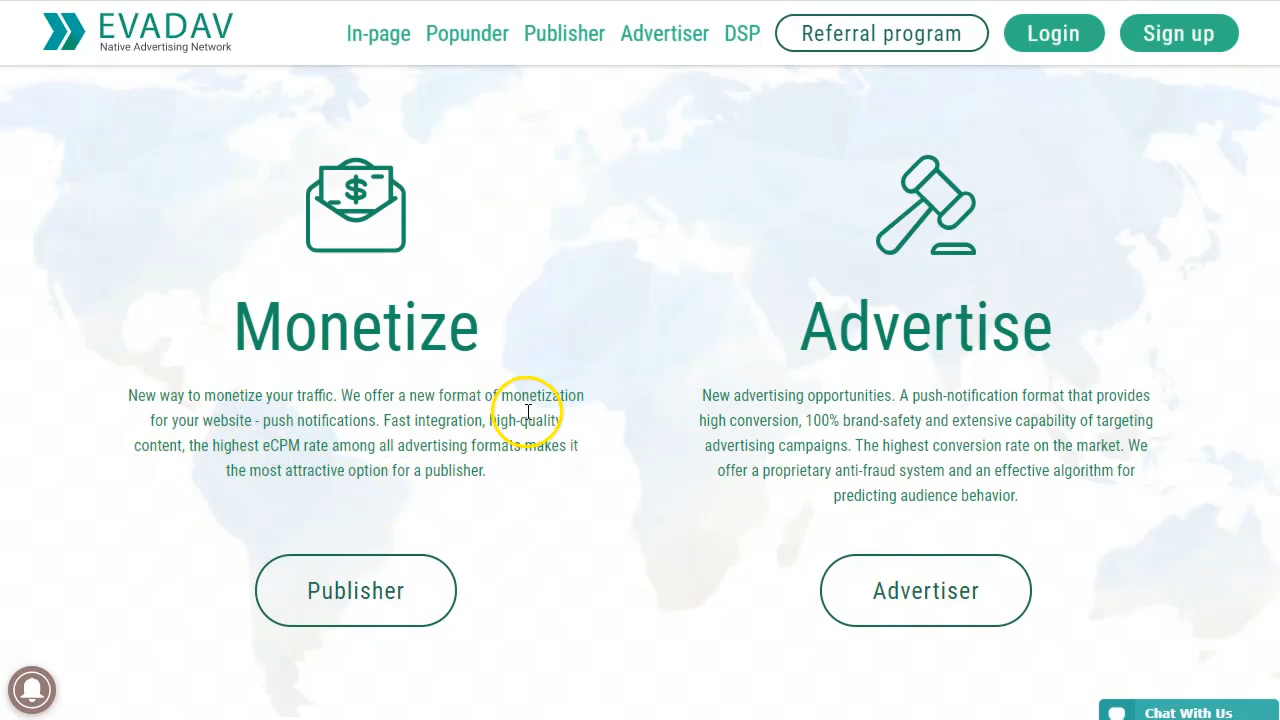 EVADAV
Native Advertising Network
In-page Popunder Publisher Advertiser DSP Referral program Login Sign up
Monetize
New way to monetize your traffic. We offer a new format of monetization
for your website - push notifications. Fast integration, high-quality
content, the highest eCPM rate among all advertising formats makes it
the most attractive option for a publisher.
Publisher
Advertise
New advertising opportunities. A push-notification format that provides
high conversion, 100% brand-safety and extensive capability of targeting
advertising campaigns. The highest conversion rate on the market. We
offer a proprietary anti-fraud system and an effective algorithm for
predicting audience behavior.
Advertiser
Chat With Us